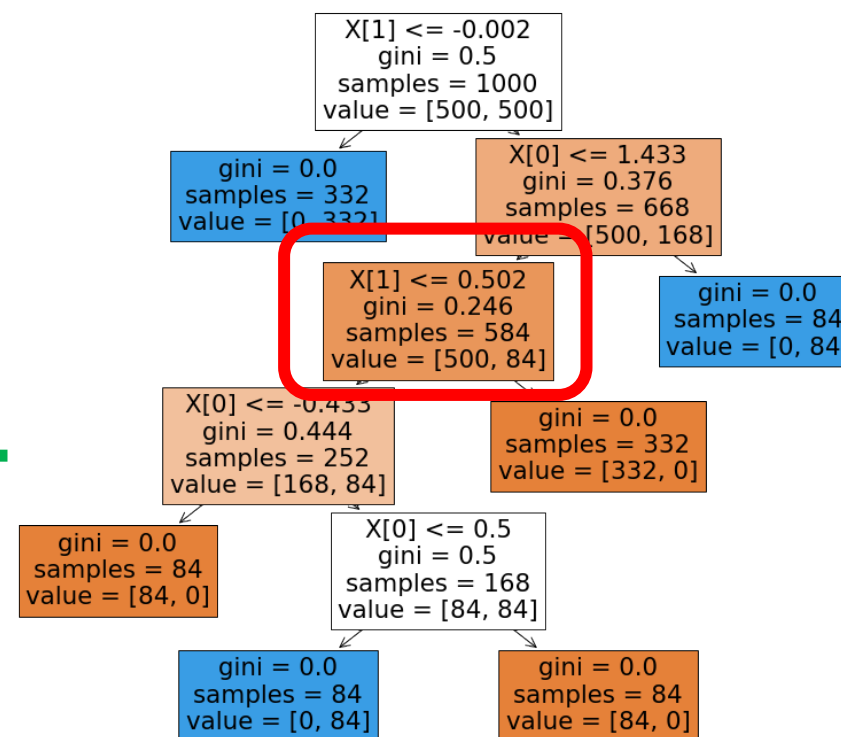 X[1] <= -0.002
gini = 0.5
samples = 1000
value = [500, 500]
gini = 0.0
samples = 332
value = [0, 332]
X[0] <= 1.433
gini = 0.376
samples = 668
value = [500, 168]
X[1] <= 0.502
gini = 0.246
samples = 584
value = [500, 84]
gini = 0.0
samples = 84
value = [0, 84
X[0] <= -0.433
gini = 0.444
samples = 252
value = [168, 84]
gini = 0.0
samples = 332
value = [332, 0]
gini = 0.0
samples = 84
value = [84, 0]
X[0] <= 0.5
gini = 0.5
samples = 168
value = [84, 84]
gini = 0.0
samples = 84
value = [0, 84]
gini = 0.0
samples = 84
value = [84, 0]